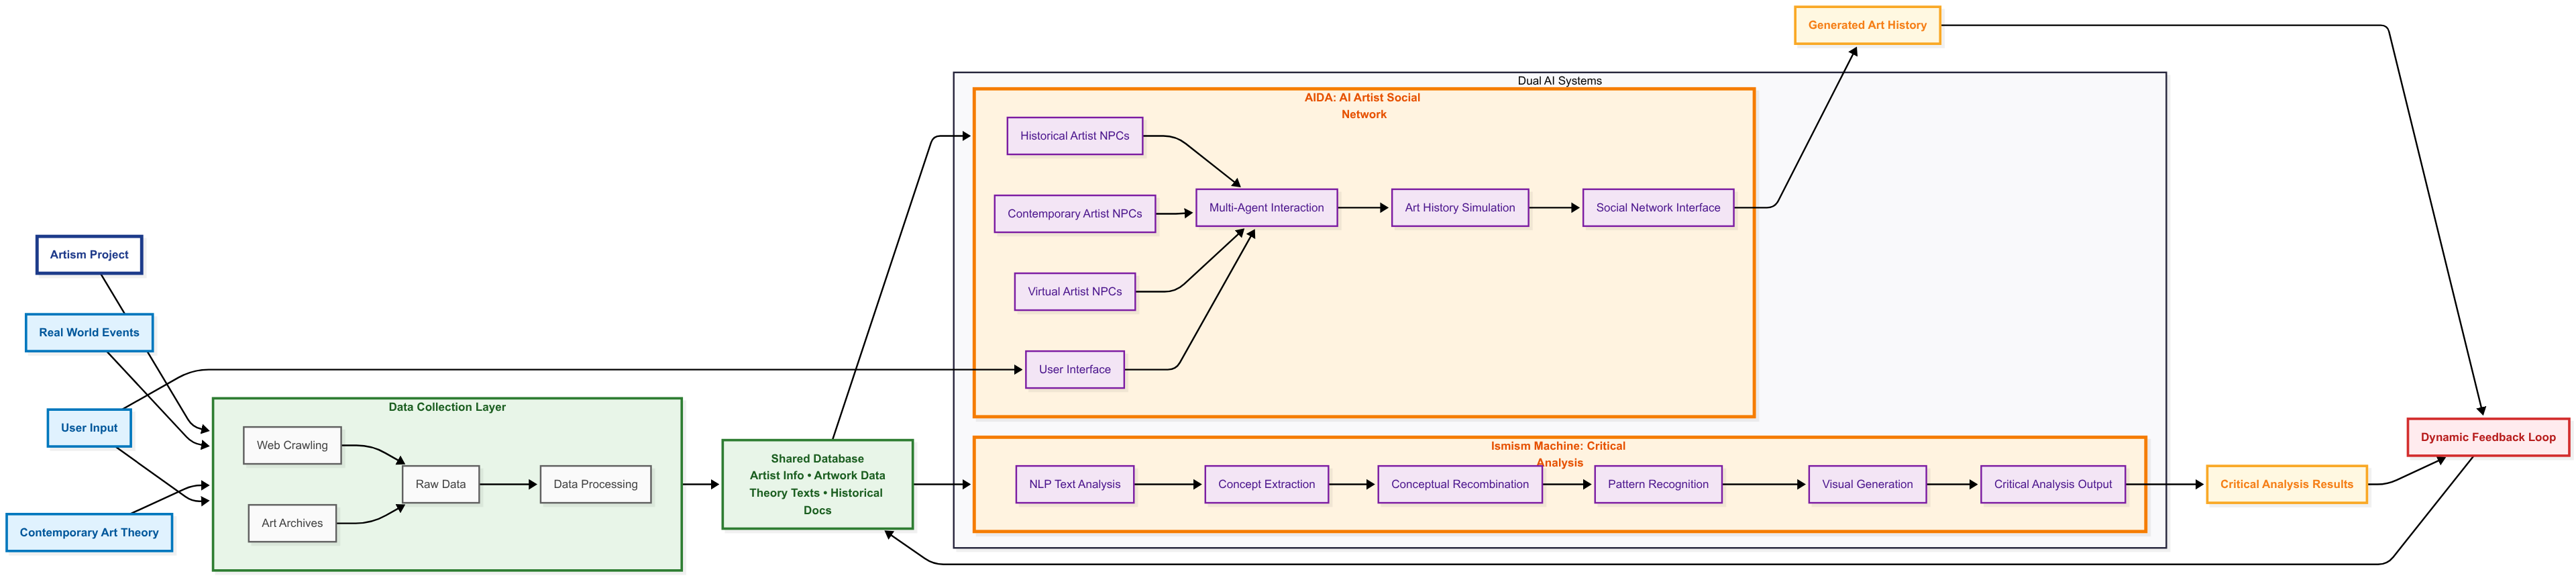 Generated Art History
Dual AI Systems
AIDA: AI Artist Social
Network
Historical Artist NPCs
Contemporary Artist NPCs
Multi-Agent Interaction
Art History Simulation
Social Network Interface
Virtual Artist NPCs
User Interface
Artism Project
Real World Events
User Input
Contemporary Art Theory
Data Collection Layer
Web Crawling
Art Archives
Raw Data
Data Processing
Shared Database
Artist Info • Artwork Data
Theory Texts • Historical
Docs
Ismism Machine: Critical
Analysis
NLP Text Analysis
Concept Extraction
Conceptual Recombination
Pattern Recognition
Visual Generation
Critical Analysis Output
Critical Analysis Results
Dynamic Feedback Loop